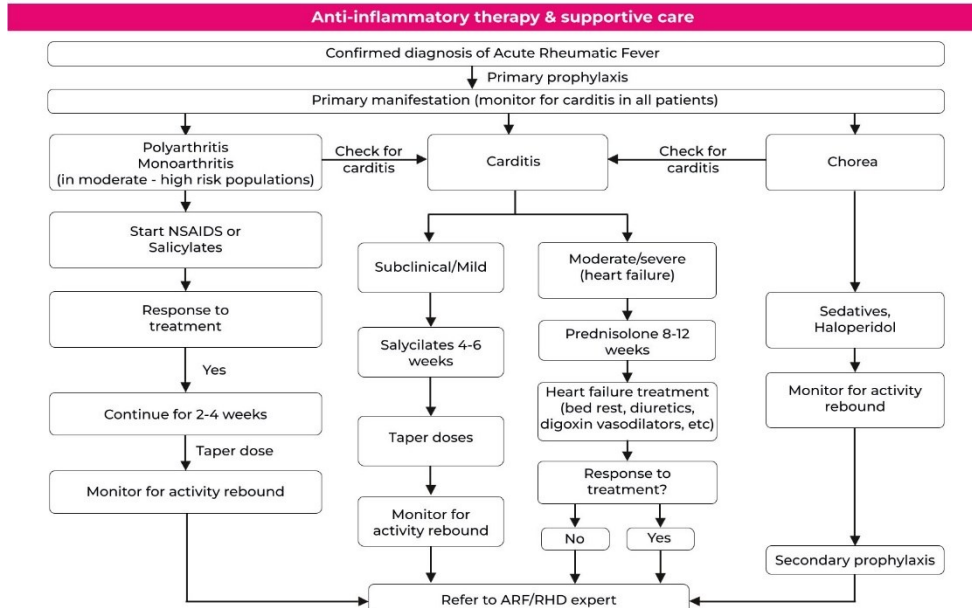 Anti-inflammatory therapy & supportive care
Confirmed diagnosis of Acute Rheumatic Fever
Primary prophylaxis
Primary manifestation (monitor for carditis in all patients)
Polyarthritis
Monoarthritis
(in moderate - high risk populations)
Check for
carditis
Carditis
Check for
carditis
Chorea
Start NSAIDS or
Salicylates
Response to
treatment
Yes
Continue for 2-4 weeks
Taper dose
Monitor for activity rebound
Subclinical/Mild
Salycilates 4-6
weeks
Taper doses
Monitor for
activity rebound
Moderate/severe
(heart failure)
Prednisolone 8-12
weeks
Heart failure treatment
(bed rest, diuretics,
digoxin vasodilators, etc)
Response to
treatment?
No
Yes
Sedatives,
Haloperidol
Monitor for activity
rebound
Secondary prophylaxis
Refer to ARF/RHD expert